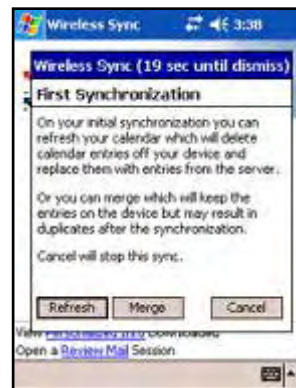 Wireless Sync 3:38
Wireless Sync (19 sec until dismiss)
First Synchronization
On your initial synchronization you can
refresh your calendar which will delete
calendar entries off your device and
replace them with entries from the server.
Or you can merge which will keep the
entries on the device but may result in
duplicates after the synchronization.
Cancel will stop this sync.
Refresh Merge Cancel
View
Open a Review Mail Session